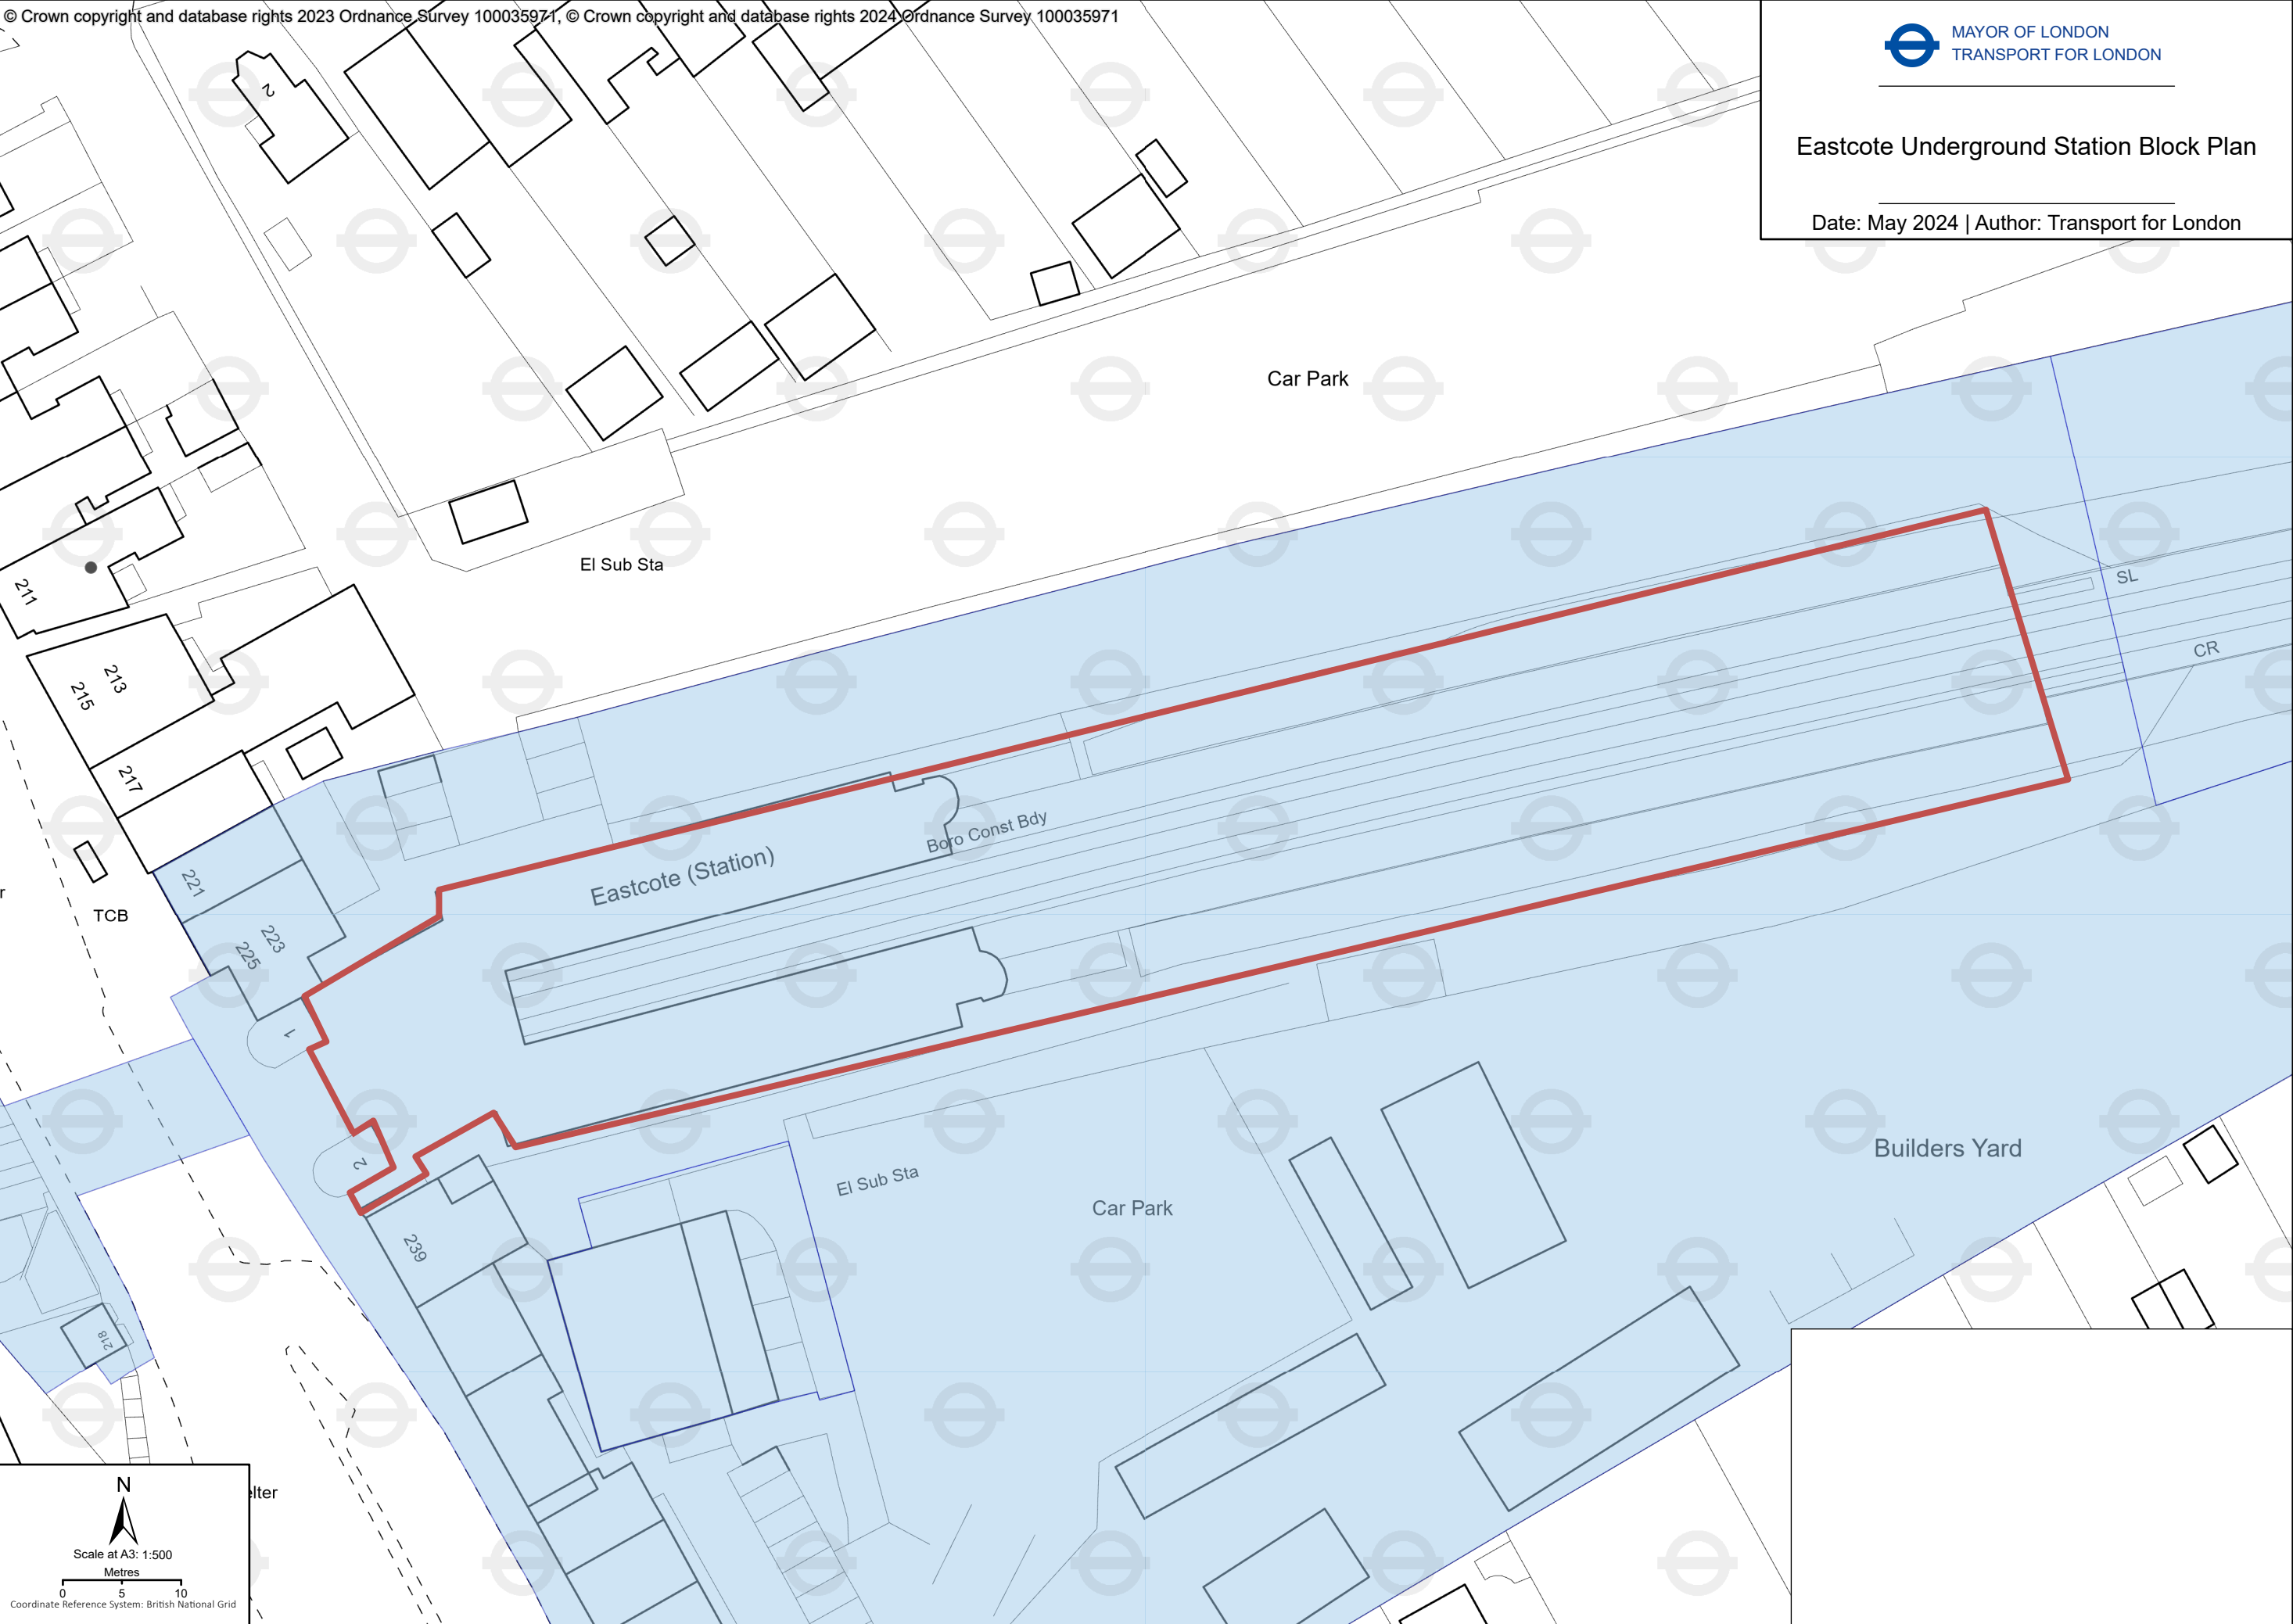 © Crown copyright and database rights 2023 Ordnance Survey 100035971, © Crown copyright and database rights 2024 Ordnance Survey 100035971
MAYOR OF LONDON
TRANSPORT FOR LONDON
Eastcote Underground Station Block Plan
Date: May 2024 | Author: Transport for London
2
Car Park
El Sub Sta
211
213
215
217
SL
CR
Boro Const Bdy
Eastcote (Station)
221
TCB
r
223
225
1
2
El Sub Sta
Car Park
Builders Yard
239
218
elter
N
Scale at A3: 1:500
Metres
0 5 10
Coordinate Reference System: British National Grid